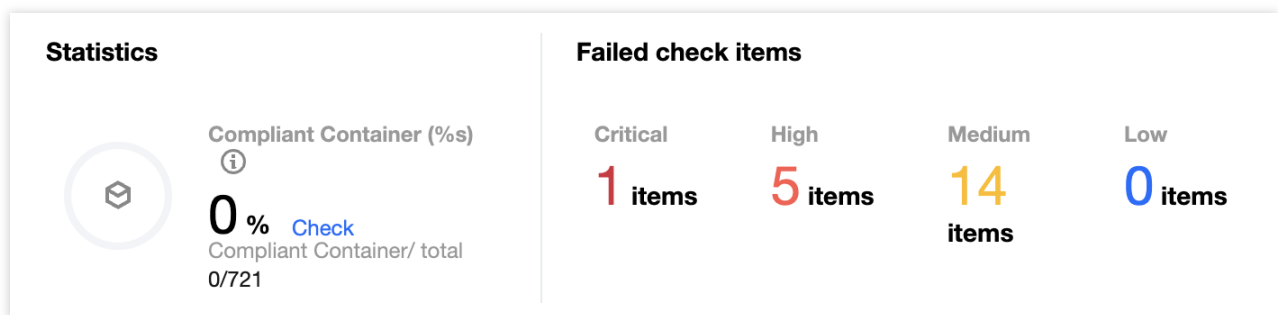 Statistics
Compliant Container (%s)
0 % Check
Compliant Container/ total
0/721
Failed check items
Critical
1 items
High
5 items
Medium
14
items
Low
0 items